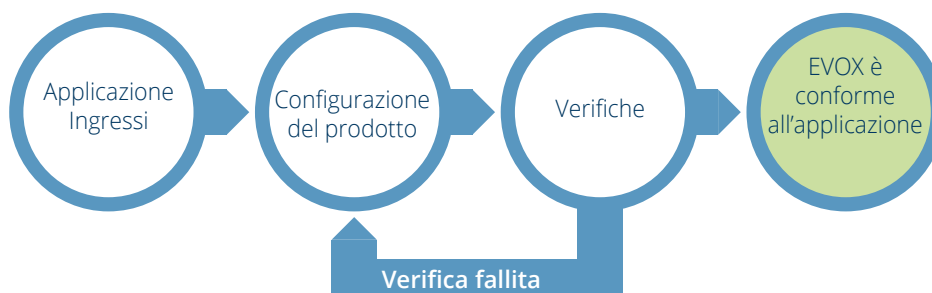 Applicazione
Ingressi
Configurazione
del prodotto
Verifiche
EVOX è
conforme
all'applicazione
Verifica fallita